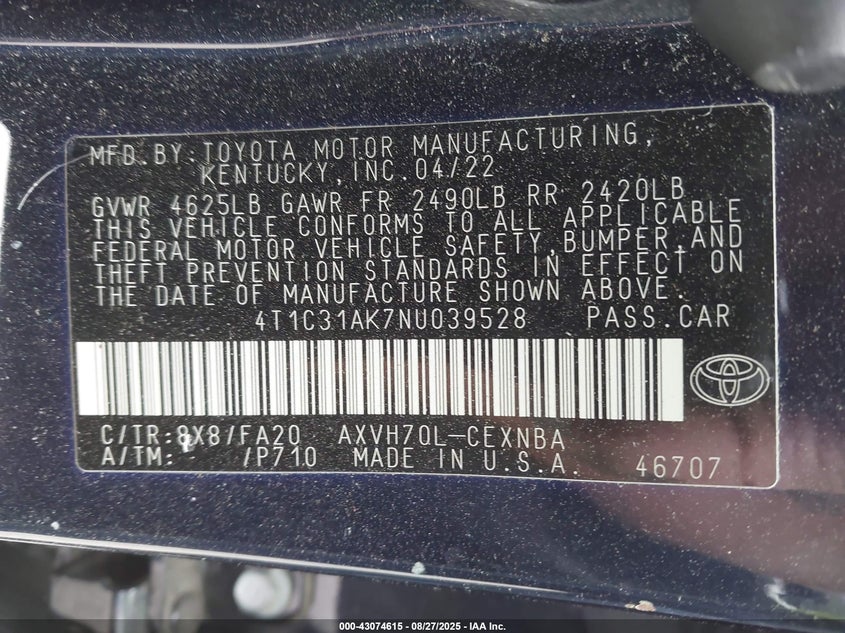 MFD.BY:TOYOTA MOTOR MANUFACTURING,
KENTUCKY,INC.04/22
GVWR 4625LB GAWR FR 2490LB RR 2420LB
THIS VEHICLE CONFORMS TO ALL APPLICABLE
FEDERAL MOTOR VEHICLE SAFETY,BUMPER,AND
THEFT PREVENTION STANDARDS IN EFFECT ON
THE DATE OF MANUFACTURE SHOWN ABOVE.
4T1C31AK7NU039528 PASS.CAR
C/TR:8X8/FA20 AXVH70L-CEXNBA
A/TM: /P710 MADE IN U.S.A. 46707
000-43074615 - 08/27/2025 - IAA Inc.